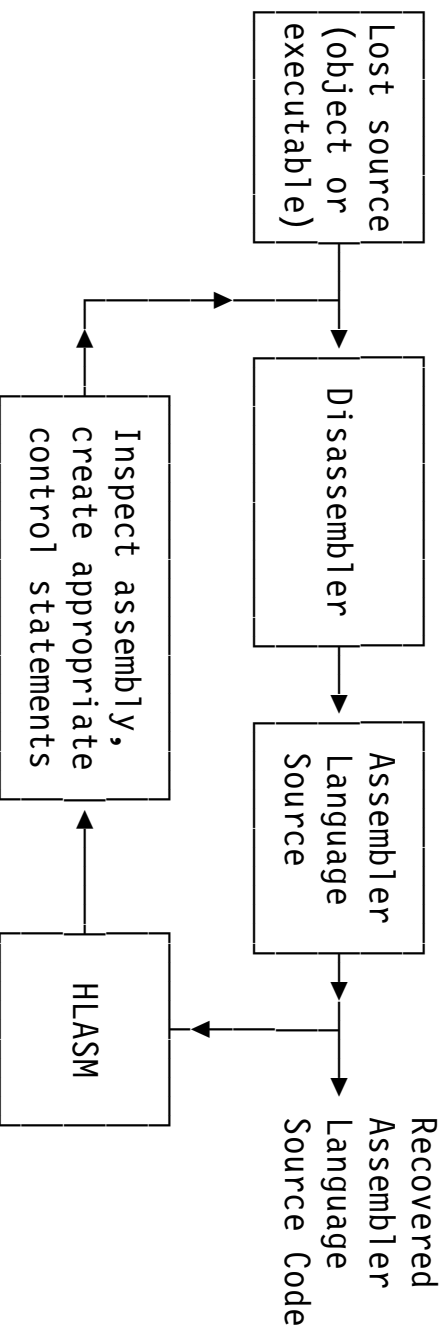 Lost source
(object or
executable)
Disassembler
Assembler
Language
Source
Recovered
Assembler
Language
Source Code
Inspect assembly,
create appropriate
control statements
HLASM